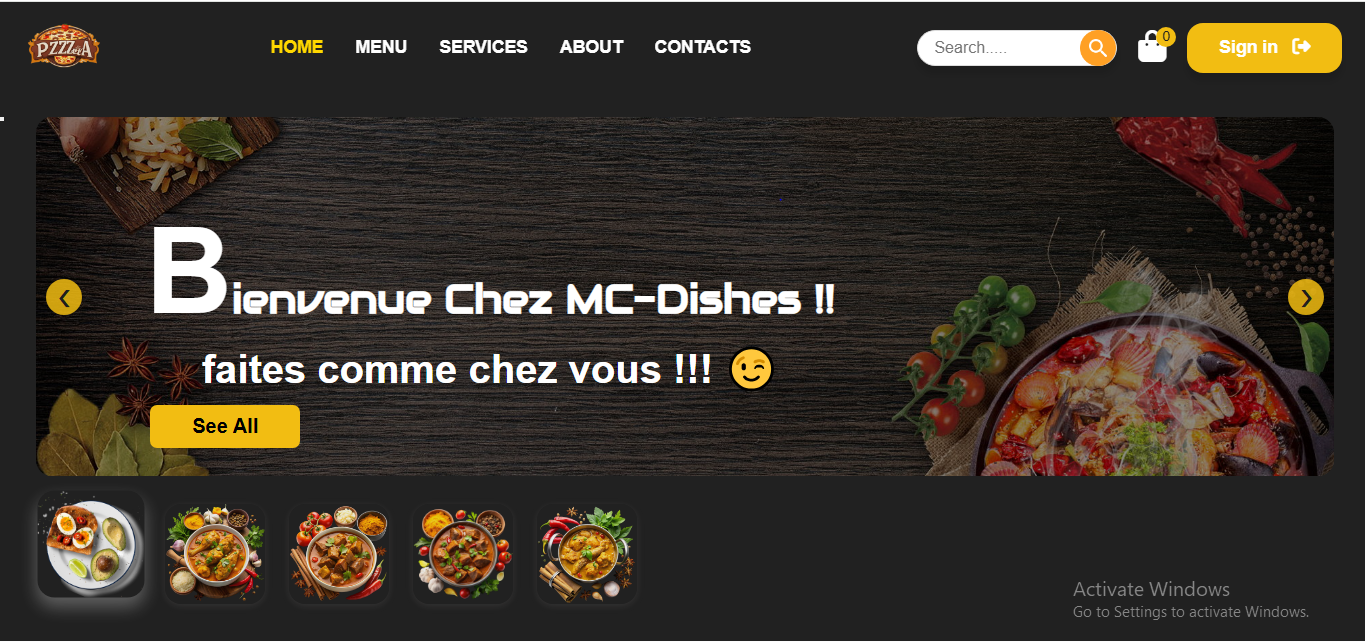 PZZZerA
HOME MENU SERVICES ABOUT CONTACTS
Search.....
0
Sign in
Bienvenue Chez MC-Dishes !!
faites comme chez vous !!! 😉
See All
Activate Windows
Go to Settings to activate Windows.